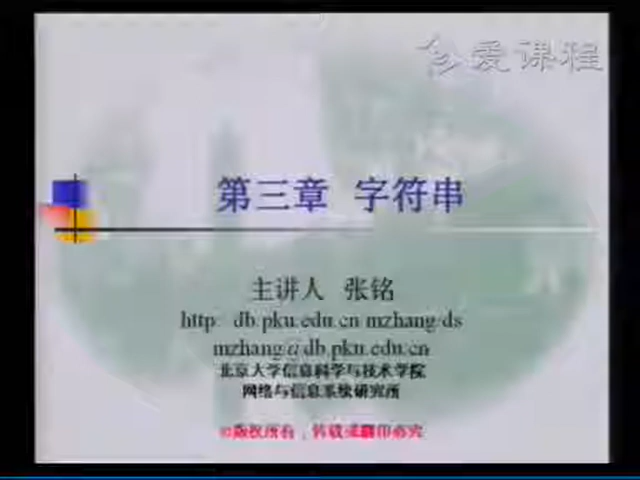 爱课程
第三章 字符串
主讲人 张铭
http db.pku.edu.cn mzhang/ds
mzhang@db.pku.edu.cn
北京大学信息科学与技术学院
网络与信息系统研究所
©版权所有，转载或翻印必究